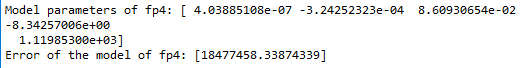 Model parameters of fp4: [ 4.03885108e-07 -3.24252323e-04  8.60930654e-02
-8.34257006e+00
  1.11985300e+03]
Error of the model of fp4: [18477458.33874339]